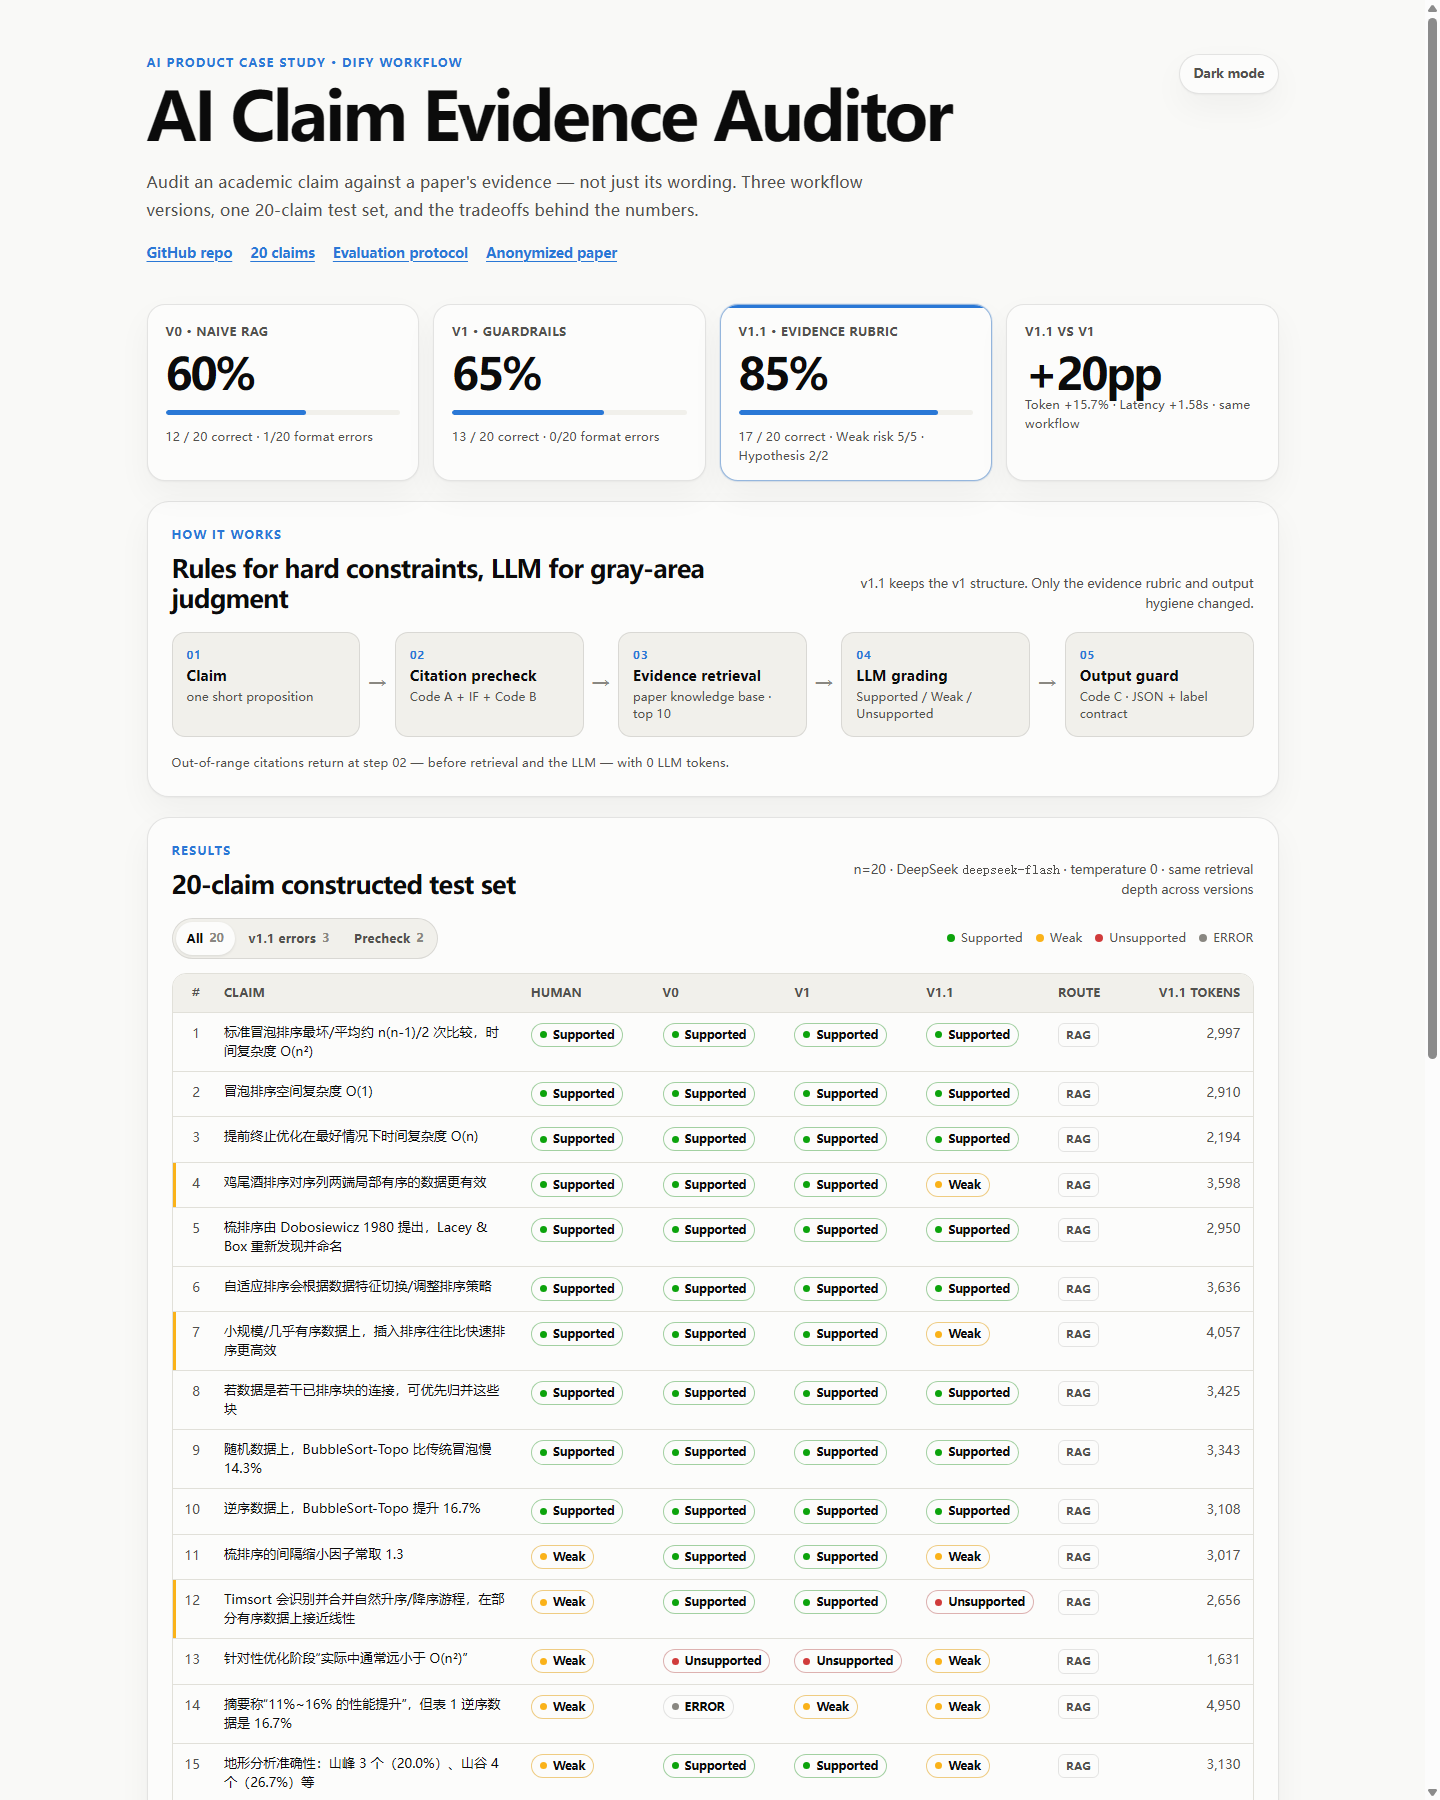 AI PRODUCT CASE STUDY • DIFY WORKFLOW
Dark mode
AI Claim Evidence Auditor
Audit an academic claim against a paper's evidence — not just its wording. Three workflow
versions, one 20-claim test set, and the tradeoffs behind the numbers.
GitHub repo 20 claims Evaluation protocol Anonymized paper
V0 • NAIVE RAG
60%
12 / 20 correct · 1/20 format errors
V1 • GUARDRAILS
65%
13 / 20 correct · 0/20 format errors
V1.1 • EVIDENCE RUBRIC
85%
17 / 20 correct · Weak risk 5/5 ·
Hypothesis 2/2
V1.1 VS V1
+20pp
Token +15.7% · Latency +1.58s · same
workflow
HOW IT WORKS
Rules for hard constraints, LLM for gray-area
judgment
v1.1 keeps the v1 structure. Only the evidence rubric and output
hygiene changed.
01
Claim
one short proposition
→
02
Citation precheck
Code A + IF + Code B
→
03
Evidence retrieval
paper knowledge base ·
top 10
→
04
LLM grading
Supported / Weak /
Unsupported
→
05
Output guard
Code C · JSON + label
contract
Out-of-range citations return at step 02 — before retrieval and the LLM — with 0 LLM tokens.
RESULTS
20-claim constructed test set
n=20 · DeepSeek deepseek-flash · temperature 0 · same retrieval
depth across versions
All 20 v1.1 errors 3 Precheck 2
Supported Weak Unsupported ERROR
# CLAIM HUMAN V0 V1 V1.1 ROUTE V1.1 TOKENS
1 标准冒泡排序最坏/平均约 n(n-1)/2 次比较，时 Supported Supported Supported Supported RAG 2,997
间复杂度 O(n²)
2 冒泡排序空间复杂度 O(1) Supported Supported Supported Supported RAG 2,910
3 提前终止优化在最好情况下时间复杂度 O(n) Supported Supported Supported Supported RAG 2,194
4 鸡尾酒排序对序列两端局部有序的数据更有效 Supported Supported Supported Weak RAG 3,598
5 梳排序由 Dobosiewicz 1980 提出，Lacey & Supported Supported Supported Supported RAG 2,950
Box 重新发现并命名
6 自适应排序会根据数据特征切换/调整排序策略 Supported Supported Supported Supported RAG 3,636
7 小规模/几乎有序数据上，插入排序往往比快速排 Supported Supported Supported Weak RAG 4,057
序更高效
8 若数据是若干已排序块的连接，可优先归并这些 Supported Supported Supported Supported RAG 3,425
块
9 随机数据上，BubbleSort-Topo 比传统冒泡慢 Supported Supported Supported Supported RAG 3,343
14.3%
10 逆序数据上，BubbleSort-Topo 提升 16.7% Supported Supported Supported Supported RAG 3,108
11 梳排序的间隔缩小因子常取 1.3 Weak Supported Supported Weak RAG 3,017
12 Timsort 会识别并合并自然升序/降序游程，在部 Weak Supported Supported Unsupported RAG 2,656
分有序数据上接近线性
13 针对性优化阶段“实际中通常远小于 O(n²)” Weak Unsupported Unsupported Weak RAG 1,631
14 摘要称“11%~16% 的性能提升”，但表 1 逆序数 Weak ERROR Weak Weak RAG 4,950
据是 16.7%
15 地形分析准确性：山峰 3 个（20.0%）、山谷 4 Weak Supported Supported Weak RAG 3,130
个（26.7%）等